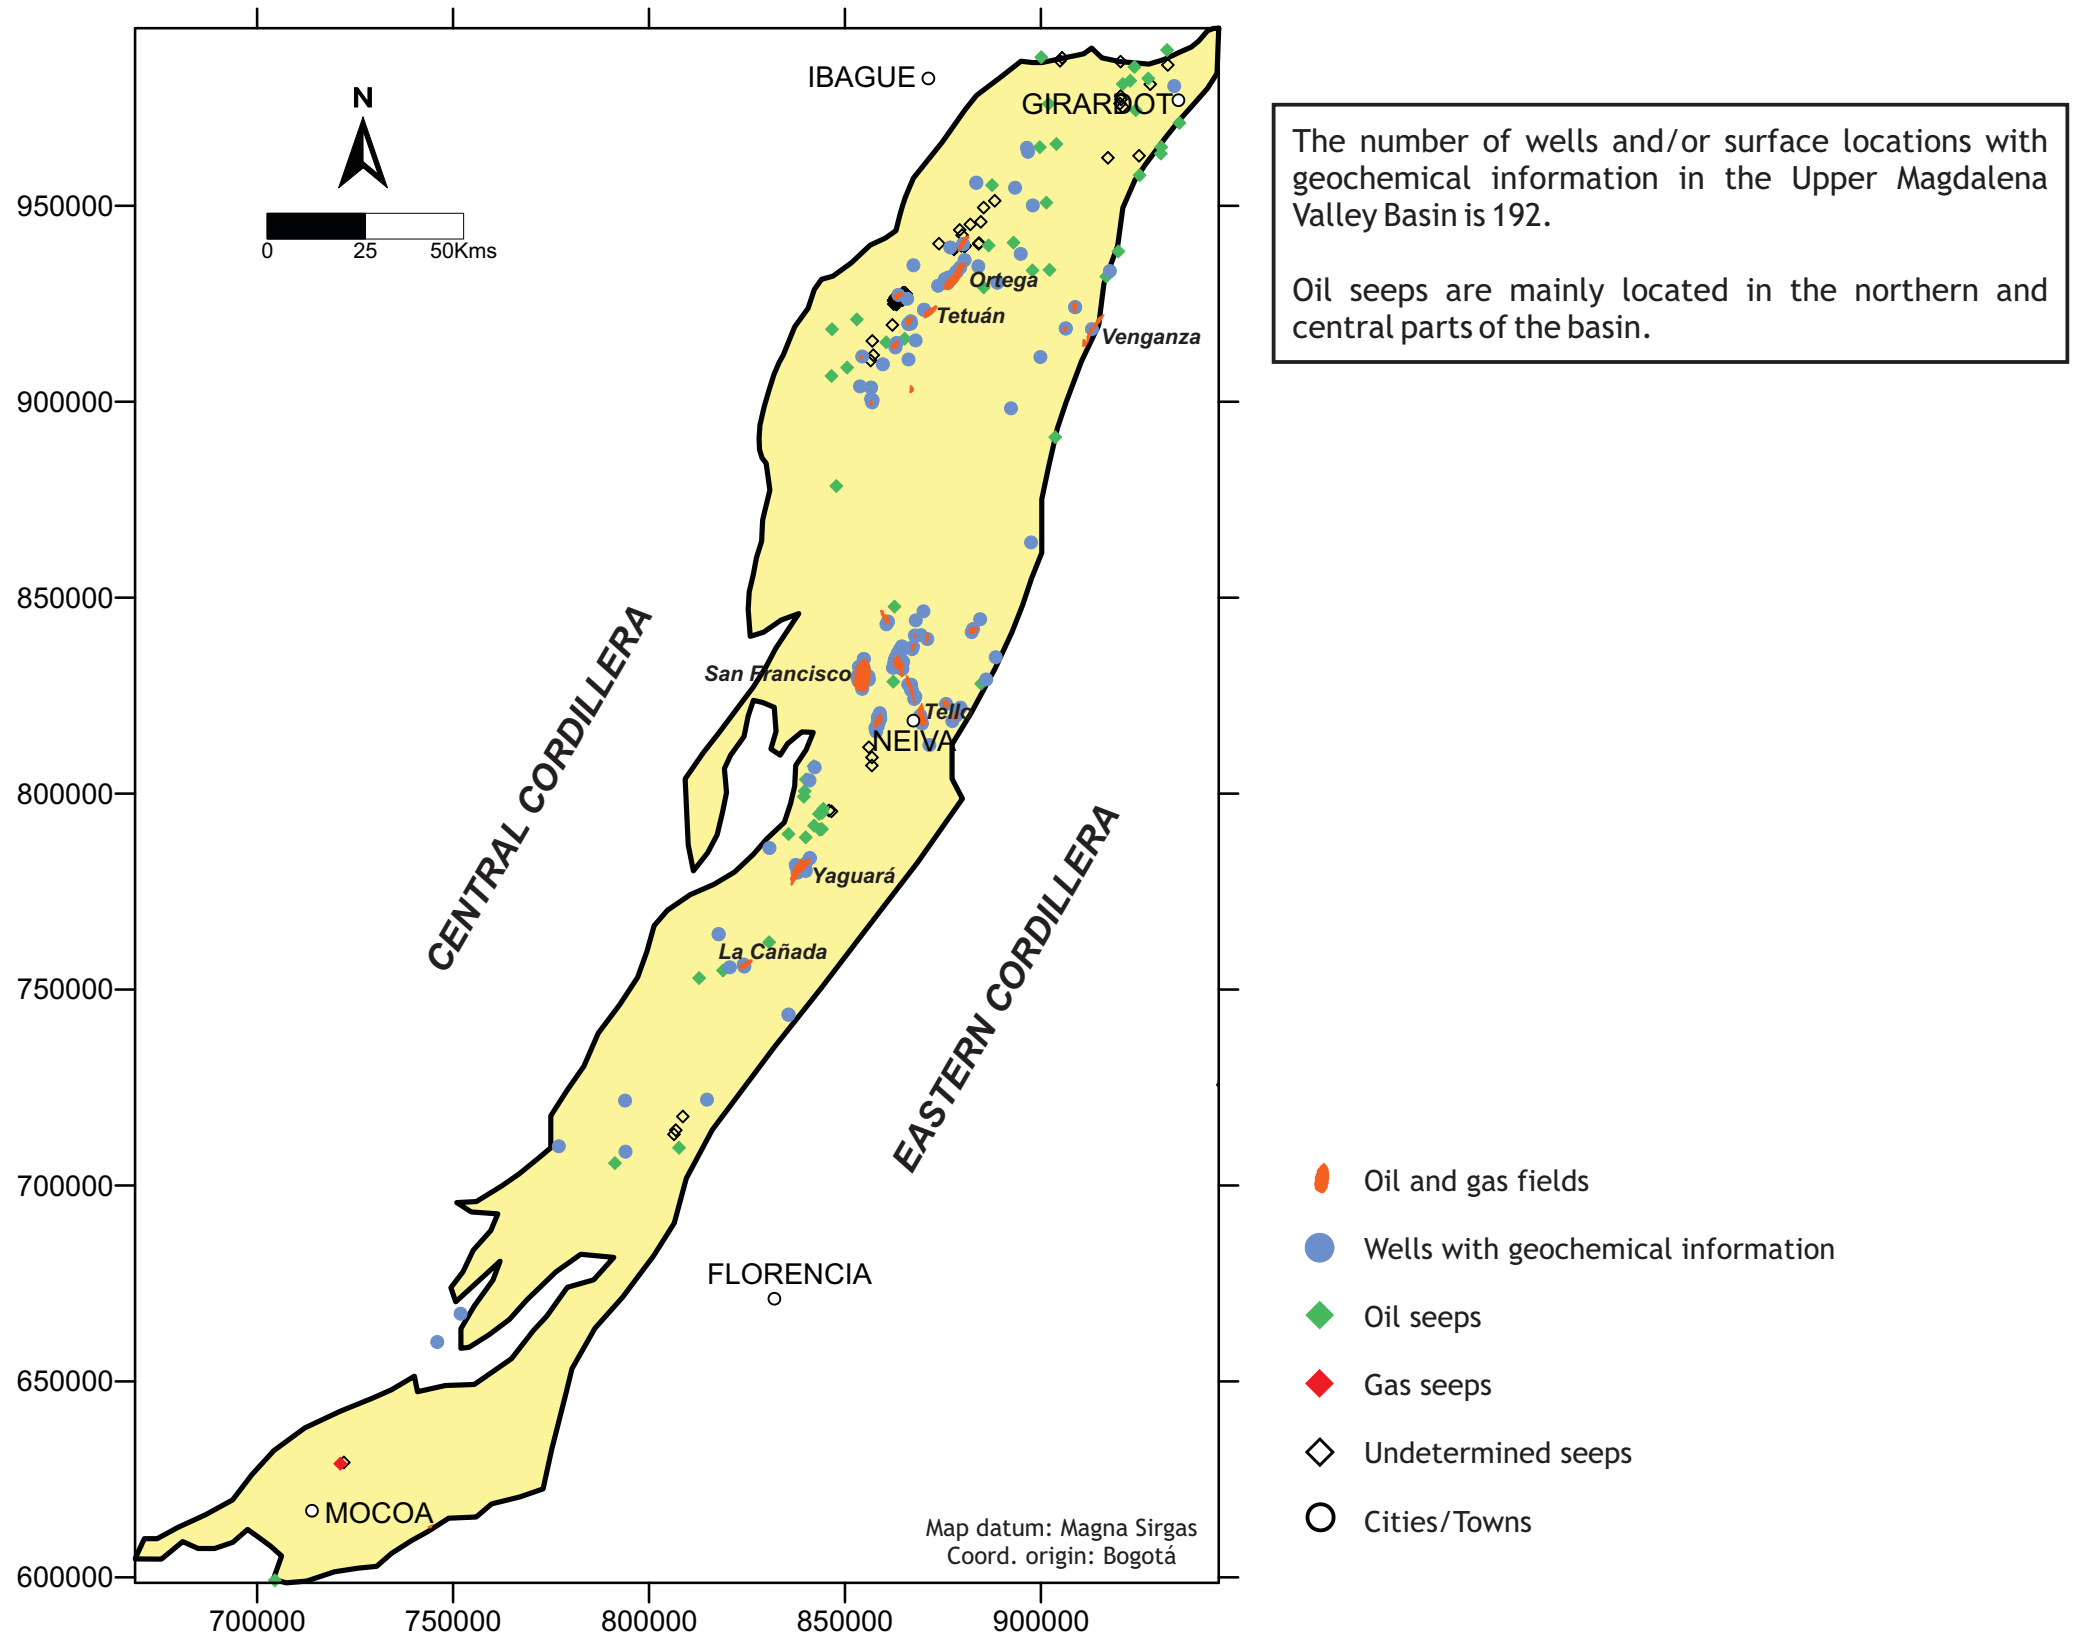 IBAGUE
GIRARDOT
N
0 25 50Kms
The number of wells and/or surface locations with
geochemical information in the Upper Magdalena
Valley Basin is 192.
Oil seeps are mainly located in the northern and
central parts of the basin.
950000
900000
850000
800000
750000
700000
650000
600000
Ortega
Tetuán
Venganza
San Francisco
Tello
NEIVA
CENTRAL CORDILLERA
Yaguará
La Cañada
EASTERN CORDILLERA
FLORENCIA
MOCOA
Map datum: Magna Sirgas
Coord. origin: Bogotá
700000 750000 800000 850000 900000
Oil and gas fields
Wells with geochemical information
Oil seeps
Gas seeps
Undetermined seeps
Cities/Towns